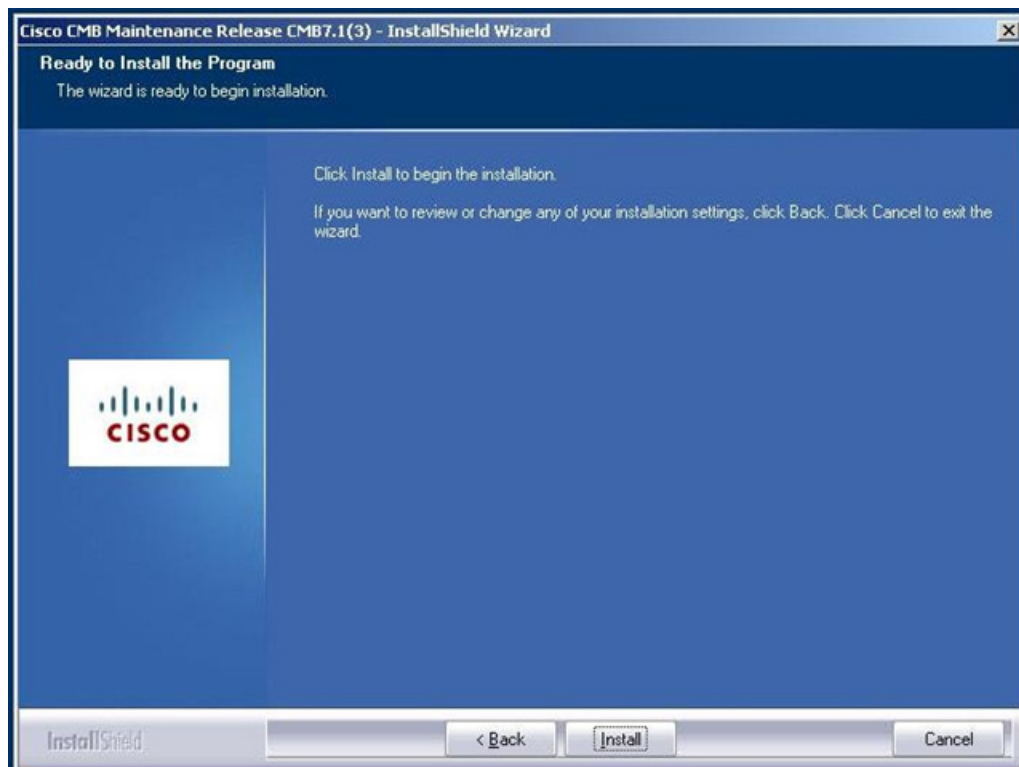 Cisco CMB Maintenance Release CMB7.1(3) - InstallShield Wizard
Ready to Install the Program
The wizard is ready to begin installation.
Click Install to begin the installation.
If you want to review or change any of your installation settings, click Back. Click Cancel to exit the
wizard.
CISCO
InstallShield
< Back
Install
Cancel